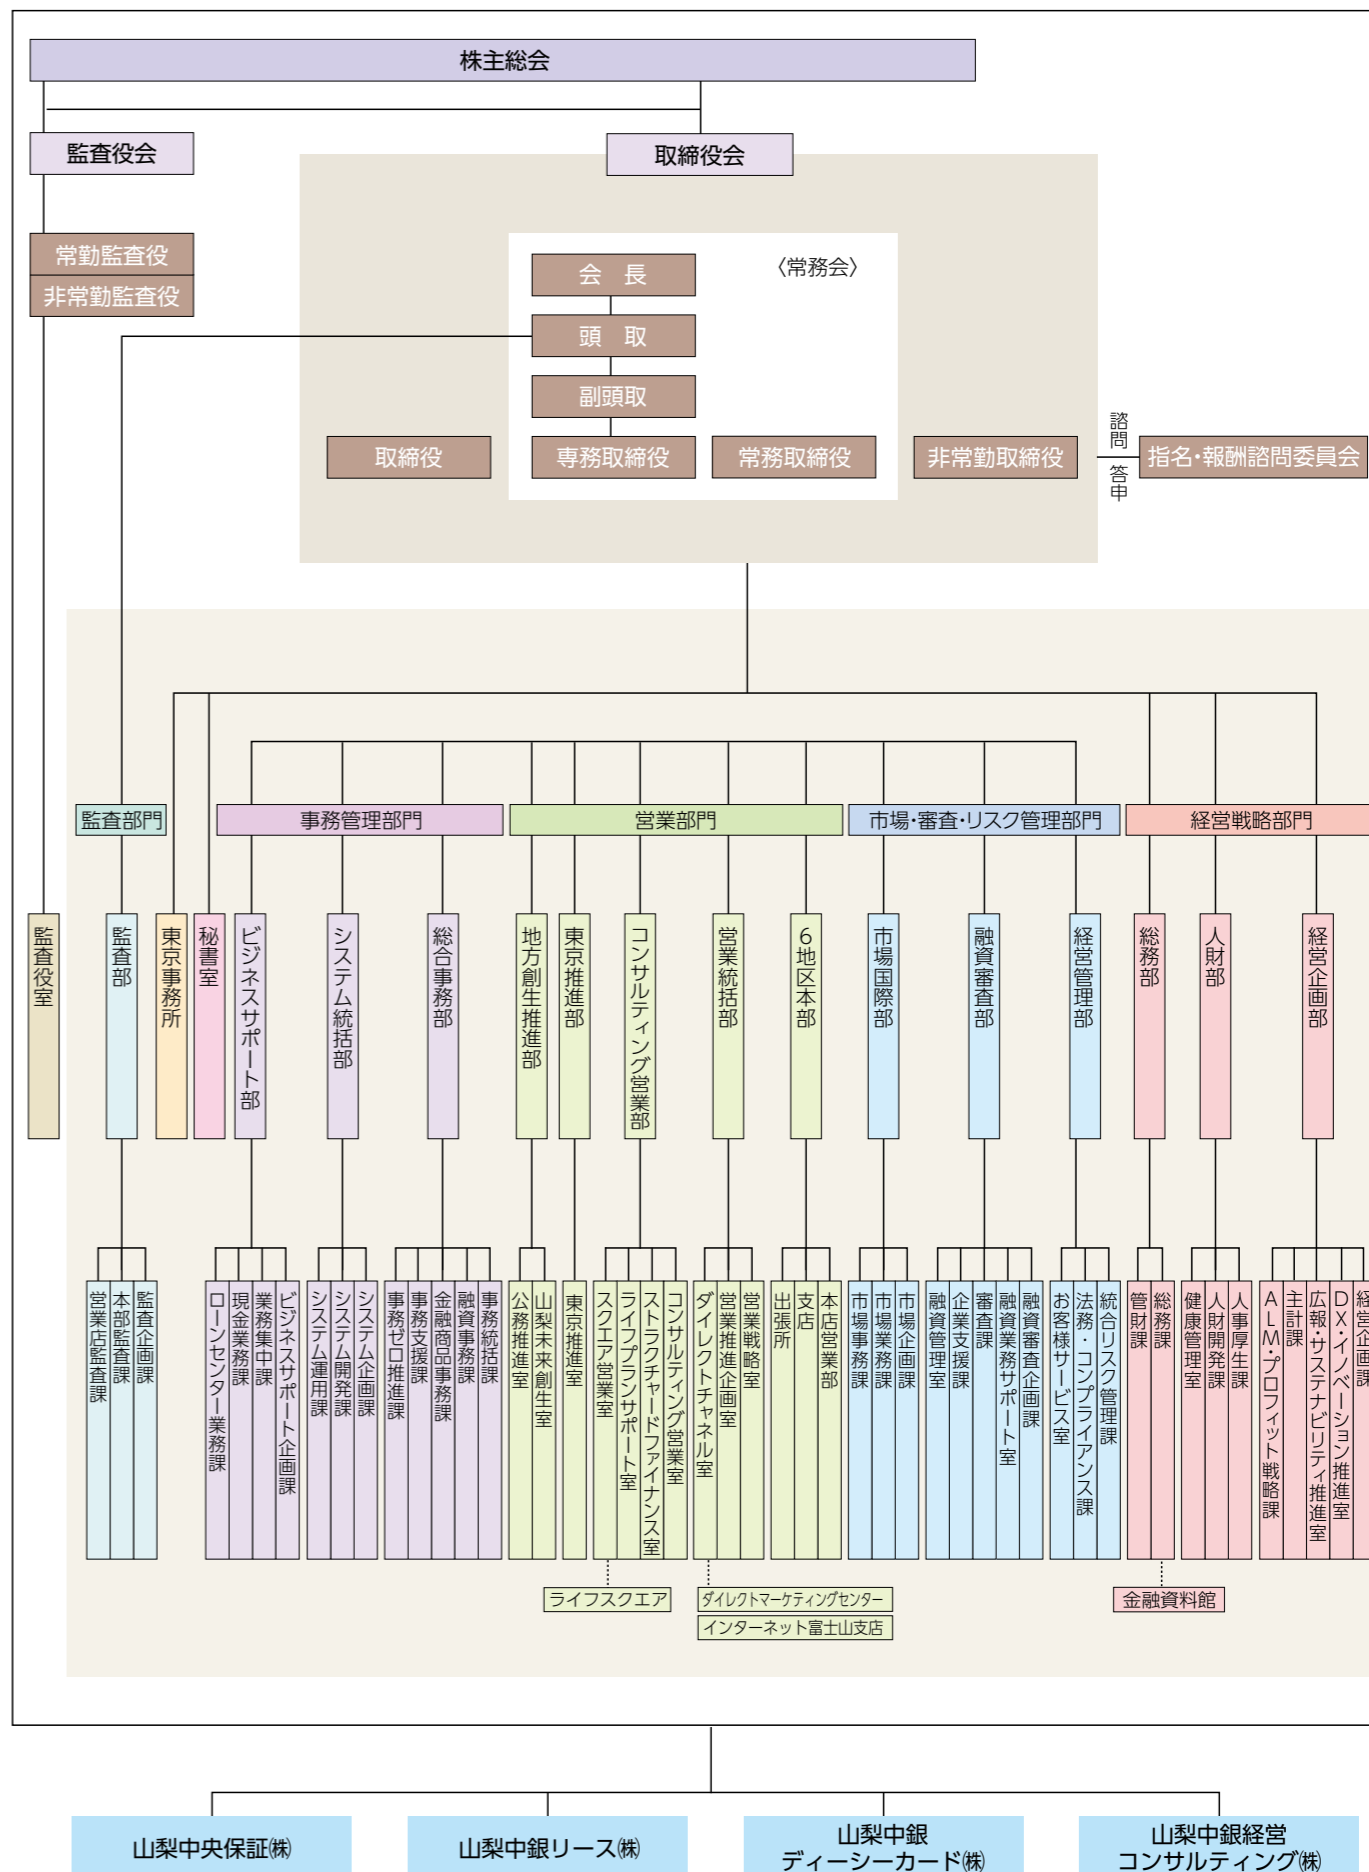 株主総会
監査役会
取締役会
常勤監査役
非常勤監査役
〈常務会〉
会　長
頭　取
副頭取
取締役
専務取締役
常務取締役
非常勤取締役
諮問
答申
指名・報酬諮問委員会
監査部門
事務管理部門
営業部門
市場・審査・リスク管理部門
経営戦略部門
監査役室
監査部
東京事務所
秘書室
ビジネスサポート部
システム統括部
総合事務部
地方創生推進部
東京推進部
コンサルティング営業部
営業統括部
6地区本部
市場国際部
融資審査部
経営管理部
総務部
人財部
経営企画部
営業店監査課
本部監査課
監査企画課
ローンセンター業務課
現金業務課
業務集中課
ビジネスサポート企画課
システム運用課
システム開発課
システム企画課
事務ゼロ推進課
事務支援課
金融商品事務課
融資事務課
事務統括課
公務推進室
山梨未来創生室
東京推進室
スクエア営業室
ライフプランサポート室
ストラクチャードファイナンス室
コンサルティング営業室
ダイレクトチャネル室
営業推進企画室
営業戦略室
出張所
支店
本店営業部
市場事務課
市場業務課
市場企画課
融資管理室
企業支援課
審査課
融資業務サポート室
融資審査企画課
お客様サービス室
法務・コンプライアンス課
統合リスク管理課
管財課
総務課
健康管理室
人財開発課
人事厚生課
ALM・プロフィット戦略課
主計課
広報・サステナビリティ推進室
DX・イノベーション推進室
経営企画課
ライフスクエア
ダイレクトマーケティングセンター
インターネット富士山支店
金融資料館
山梨中央保証㈱
山梨中銀リース㈱
山梨中銀
ディーシーカード㈱
山梨中銀経営
コンサルティング㈱